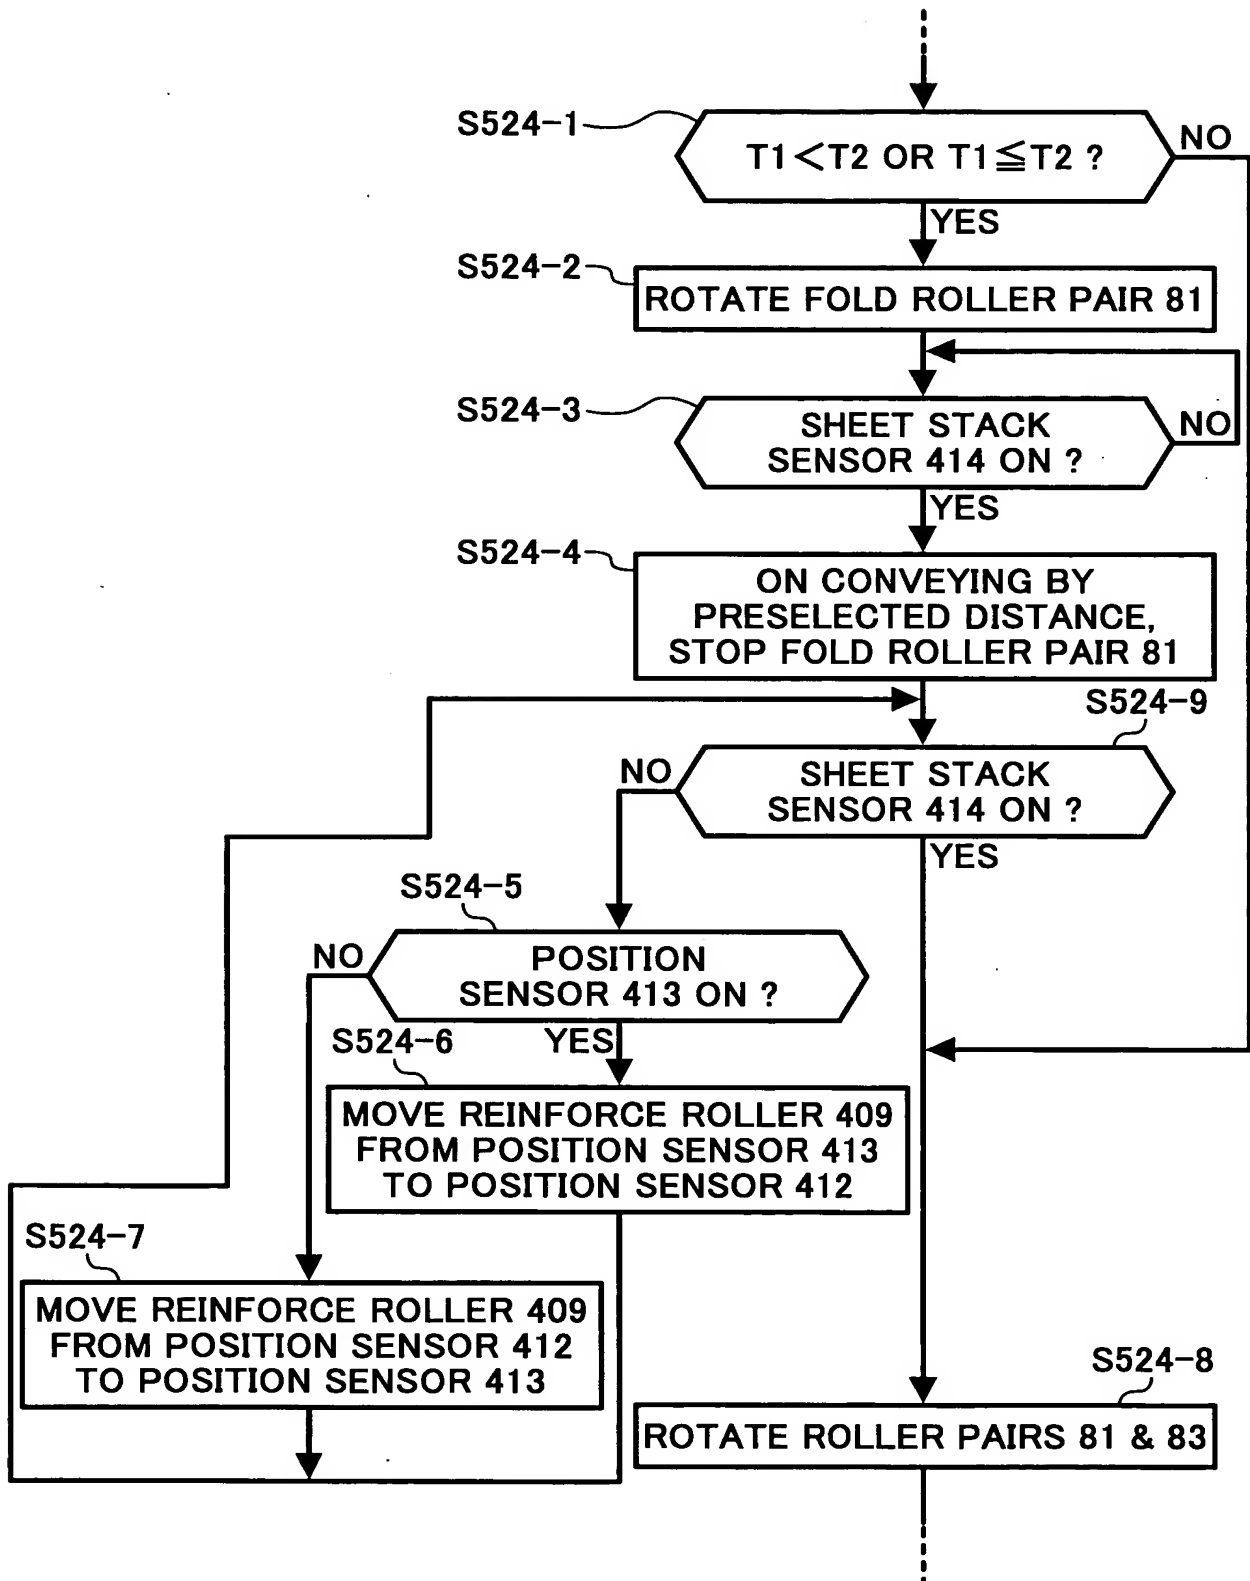 S524-1
T1<T2 OR T1≦T2 ?
NO
YES
S524-2
ROTATE FOLD ROLLER PAIR 81
S524-3
SHEET STACK
SENSOR 414 ON ?
NO
YES
S524-4
ON CONVEYING BY
PRESELECTED DISTANCE,
STOP FOLD ROLLER PAIR 81
S524-9
NO
SHEET STACK
SENSOR 414 ON ?
YES
S524-5
NO
POSITION
SENSOR 413 ON ?
S524-6
YES
MOVE REINFORCE ROLLER 409
FROM POSITION SENSOR 413
TO POSITION SENSOR 412
S524-7
MOVE REINFORCE ROLLER 409
FROM POSITION SENSOR 412
TO POSITION SENSOR 413
S524-8
ROTATE ROLLER PAIRS 81 & 83